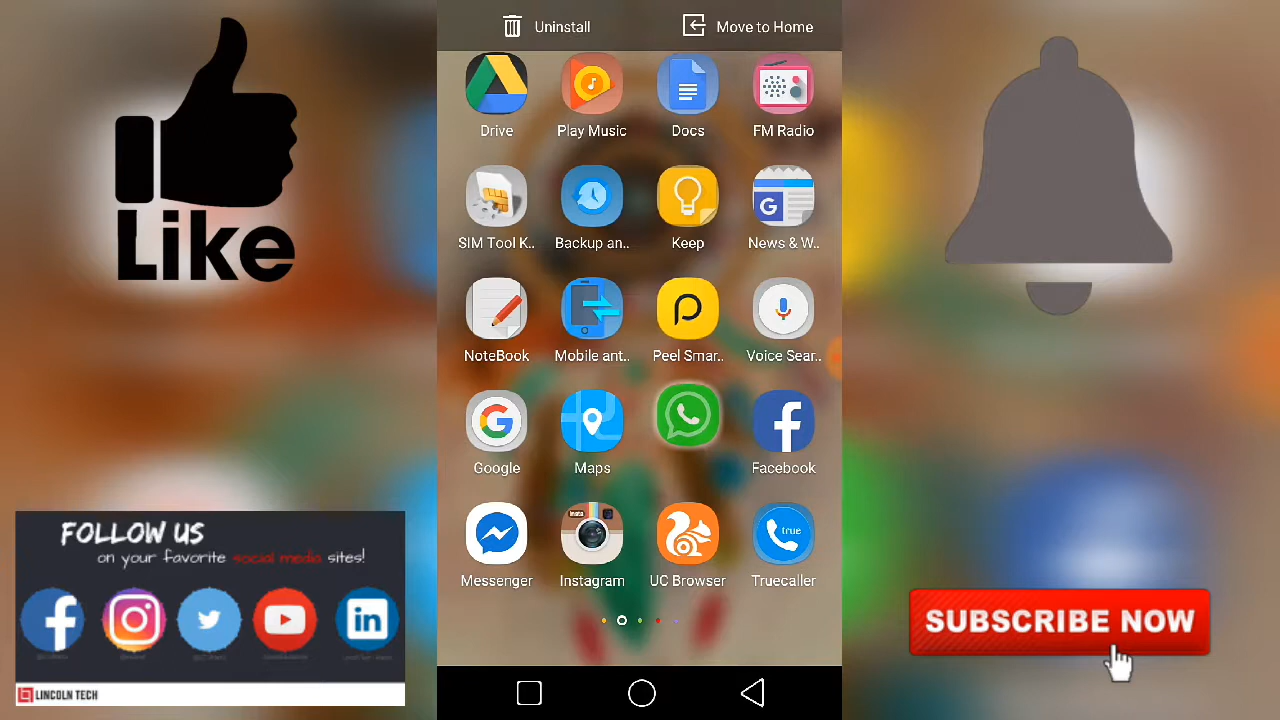 Like
FOLLOW US
on your favorite social media sites!
LINCOLN TECH
Uninstall
Move to Home
Drive
Play Music
Docs
FM Radio
SIM Tool K..
Backup an..
Keep
News & W..
G
NoteBook
Mobile ant..
Peel Smar..
Voice Sear..
Google
Maps
Facebook
Insta
true
Messenger
Instagram
UC Browser
Truecaller
SUBSCRIBE NOW